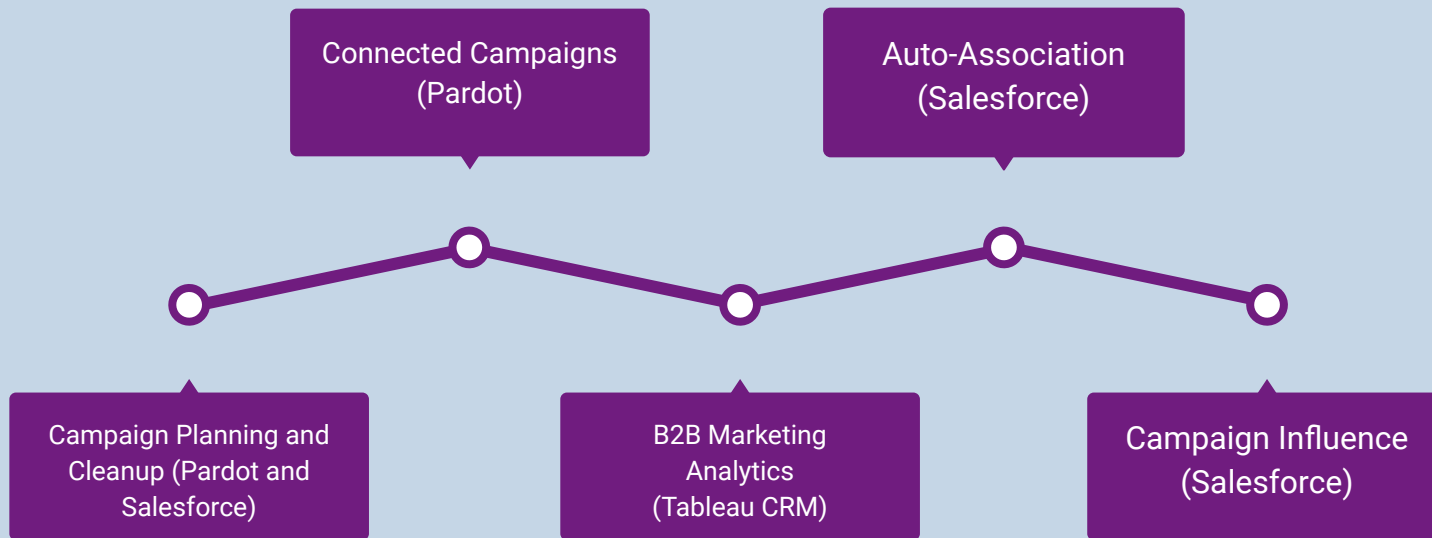 Connected Campaigns
(Pardot)
Auto-Association
(Salesforce)
Campaign Planning and
Cleanup (Pardot and
Salesforce)
B2B Marketing
Analytics
(Tableau CRM)
Campaign Influence
(Salesforce)